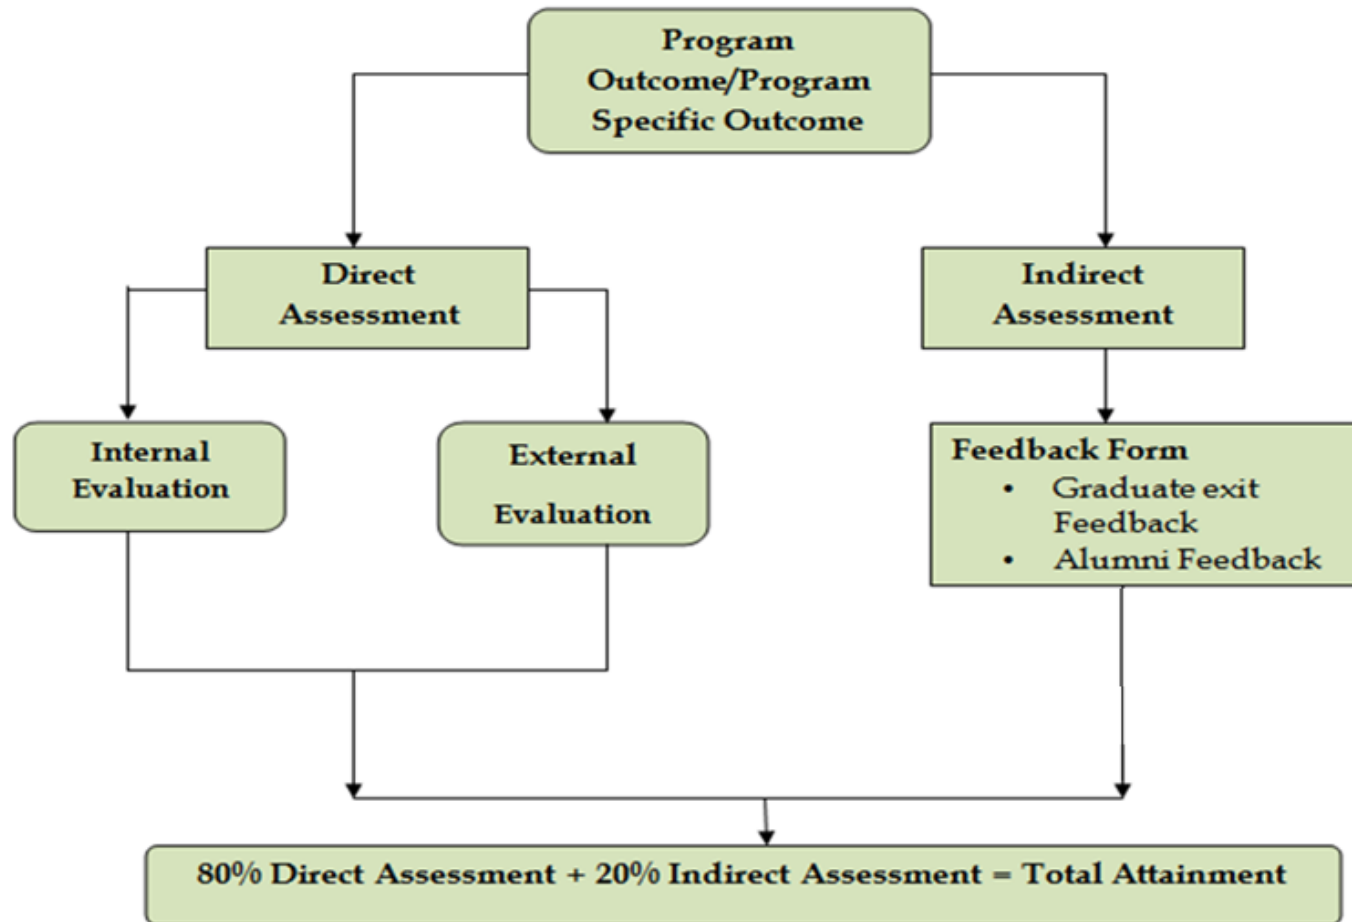 Program
Outcome/Program
Specific Outcome
Direct
Assessment
Indirect
Assessment
Internal
Evaluation
External
Evaluation
Feedback Form
• Graduate exit
Feedback
• Alumni Feedback
80% Direct Assessment + 20% Indirect Assessment = Total Attainment